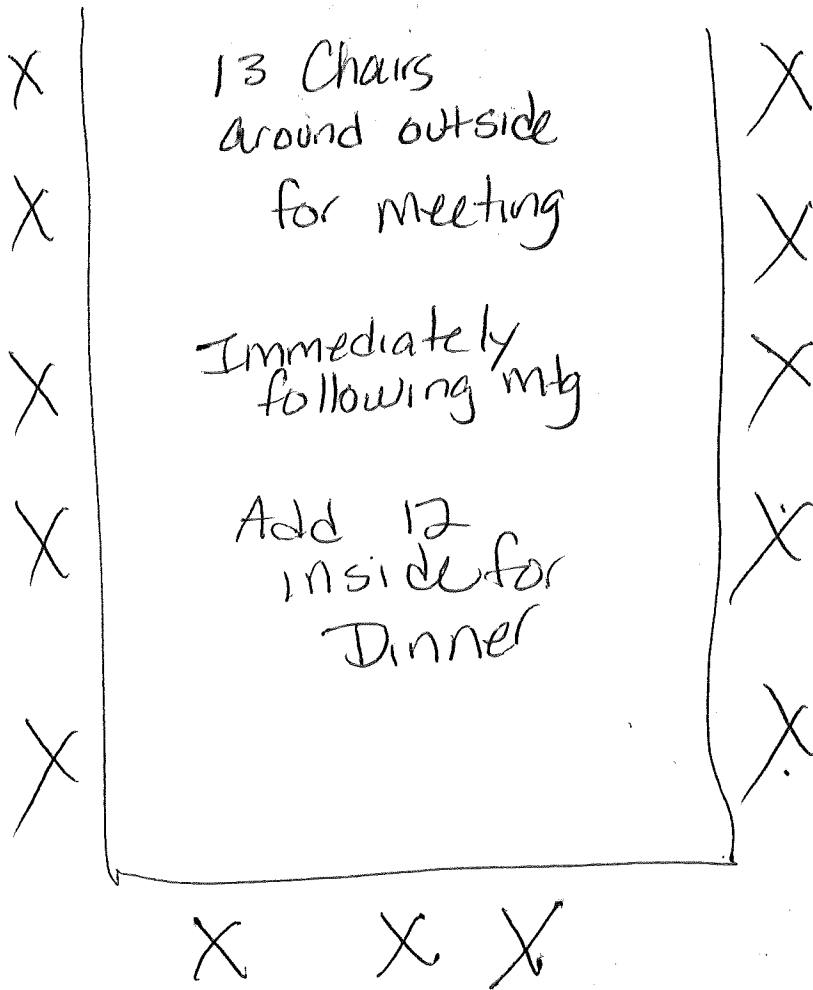 13 Chairs
around outside
for meeting
Immediately
following mtg
Add 12
inside for
Dinner
X
X
X
X
X
X
X
X
X
X
X
X
X